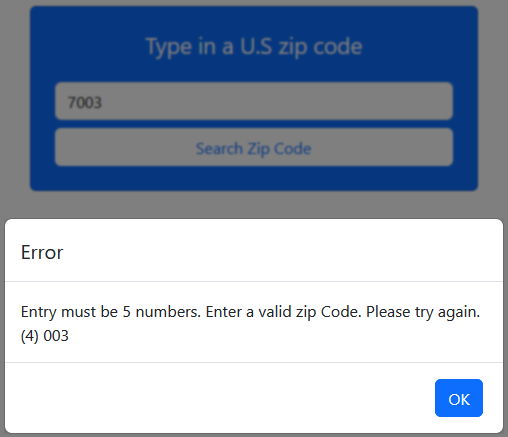 Type in a U.S zip code
7003
Search Zip Code
Error
Entry must be 5 numbers. Enter a valid zip Code. Please try again.
(4) 003
OK